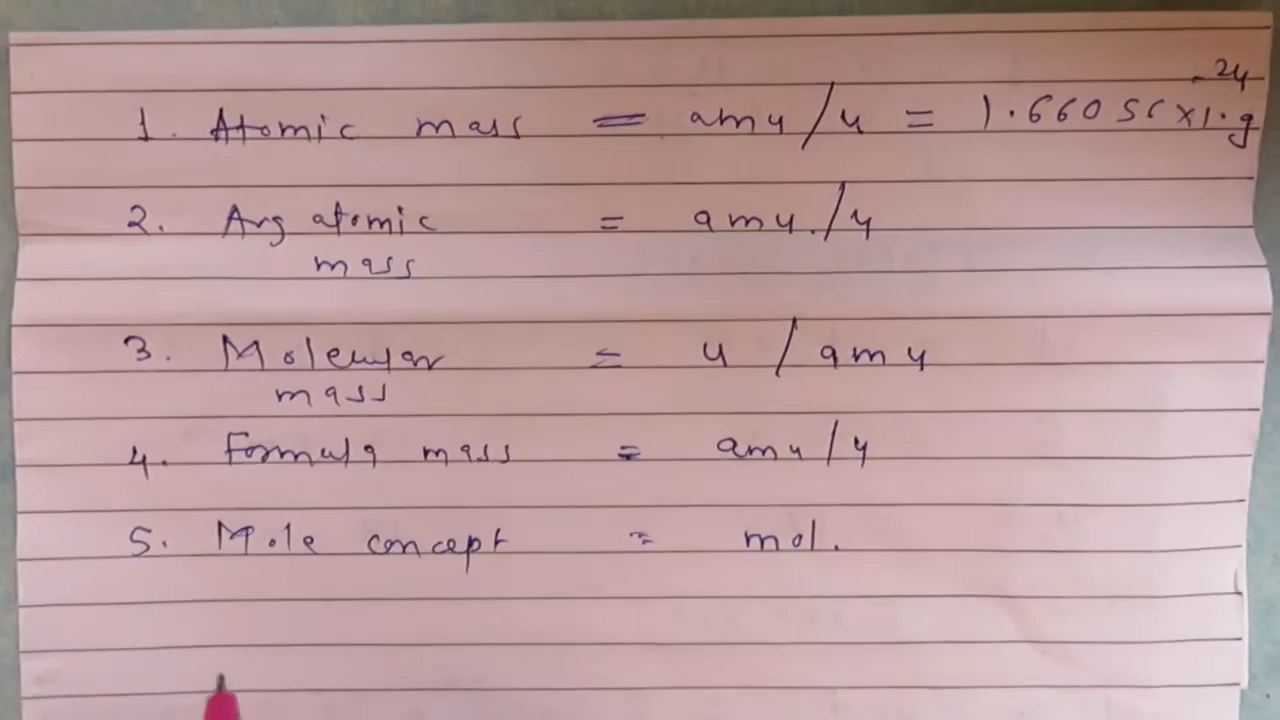 1. Atomic mass = amu/u = 1.66056×10⁻²⁴g
2. Avg atomic = amu./u
mass
3. Molecular = u / amu
mass
4. Formula mass = amu/u
5. Mole concept = mol.